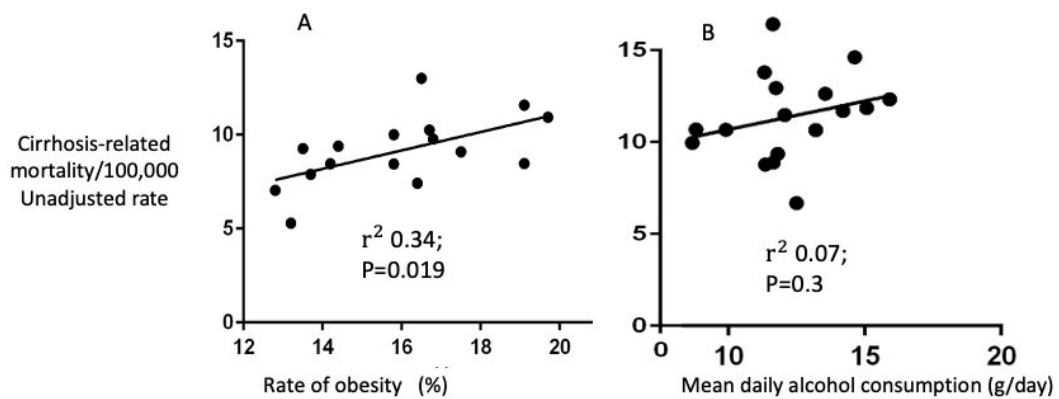 A
15
10
5
0
12
14
16
18
20
r² 0.34;
P=0.019
Rate of obesity (%)
Cirrhosis-related
mortality/100,000
Unadjusted rate
B
15
10
5
0
0
10
15
20
r² 0.07;
P=0.3
Mean daily alcohol consumption (g/day)